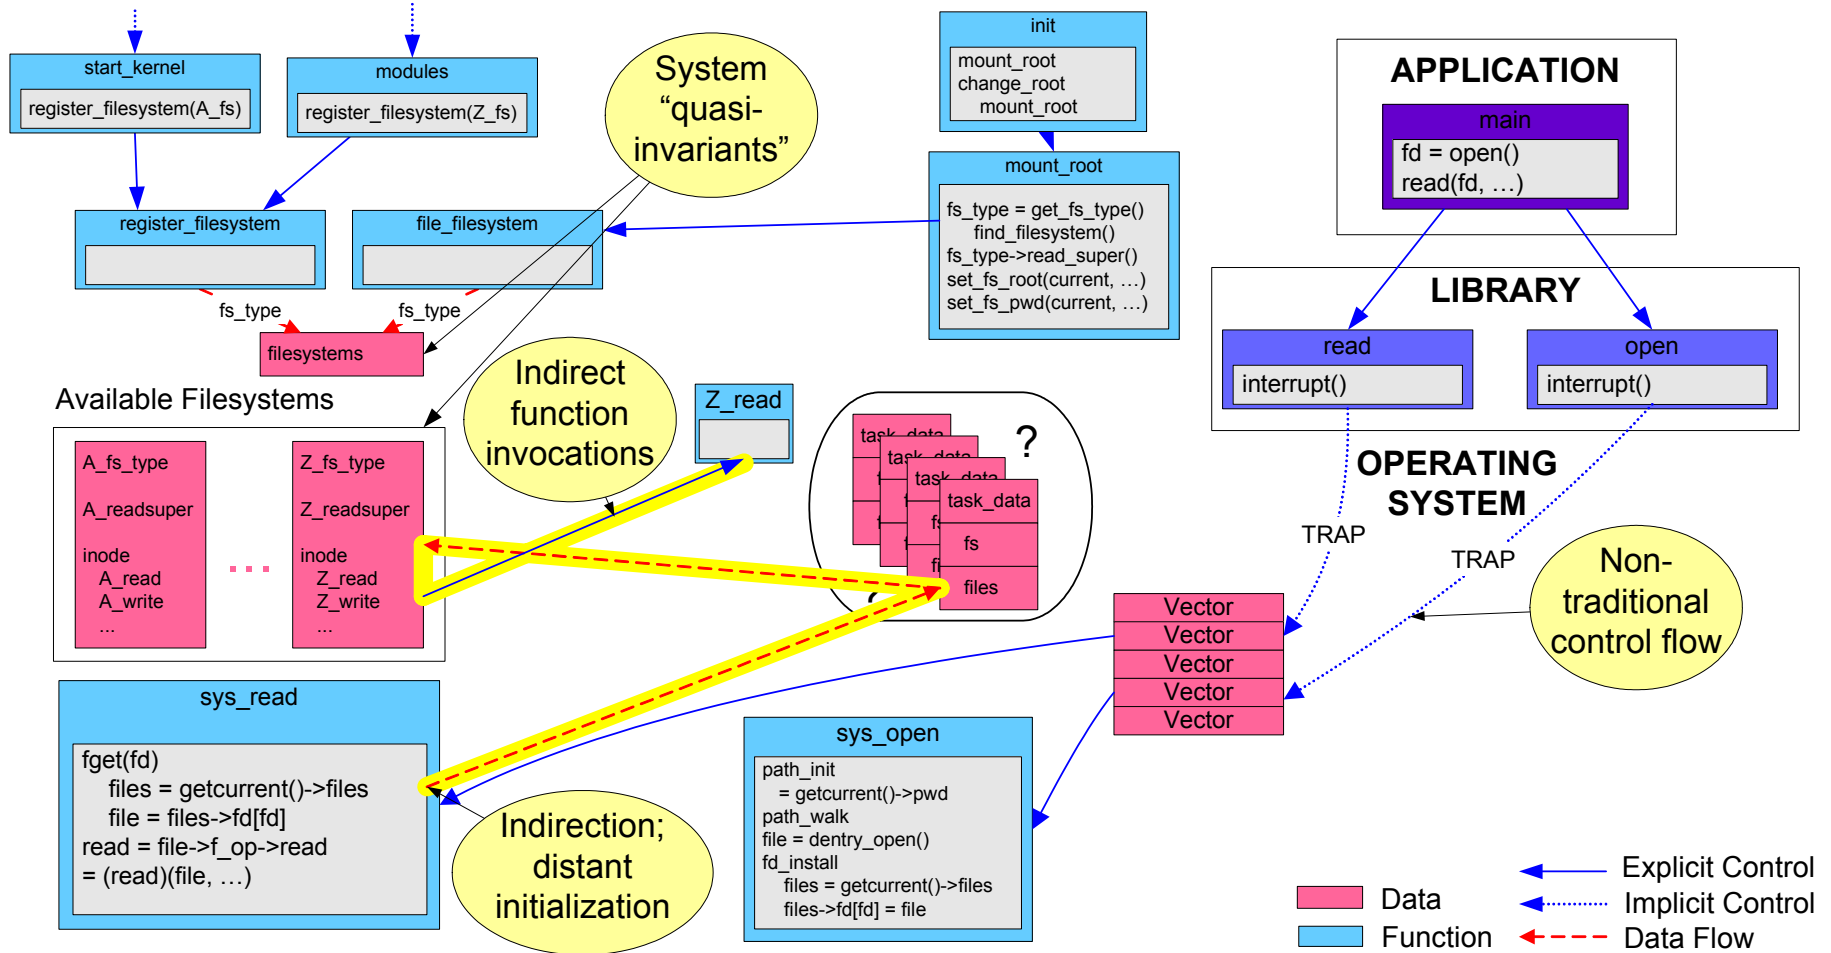 start_kernel
register_filesystem(A_fs)
modules
register_filesystem(Z_fs)
System
“quasi-
invariants”
init
mount_root
change_root
mount_root
APPLICATION
main
fd = open()
read(fd, …)
register_filesystem
file_filesystem
fs_type
fs_type
filesystems
mount_root
fs_type = get_fs_type()
find_filesystem()
fs_type->read_super()
set_fs_root(current, …)
set_fs_pwd(current, …)
LIBRARY
read
interrupt()
open
interrupt()
Available Filesystems
A_fs_type
A_readsuper
inode
A_read
A_write
...
Z_fs_type
Z_readsuper
inode
Z_read
Z_write
...
Indirect
function
invocations
Z_read
task_data
task_data
task_data
task_data
fs
files
?
OPERATING
SYSTEM
TRAP
TRAP
Non-
traditional
control flow
Vector
Vector
Vector
Vector
Vector
sys_read
fget(fd)
files = getcurrent()->files
file = files->fd[fd]
read = file->f_op->read
= (read)(file, …)
Indirection;
distant
initialization
sys_open
path_init
= getcurrent()->pwd
path_walk
file = dentry_open()
fd_install
files = getcurrent()->files
files->fd[fd] = file
Data
Function
Explicit Control
Implicit Control
Data Flow